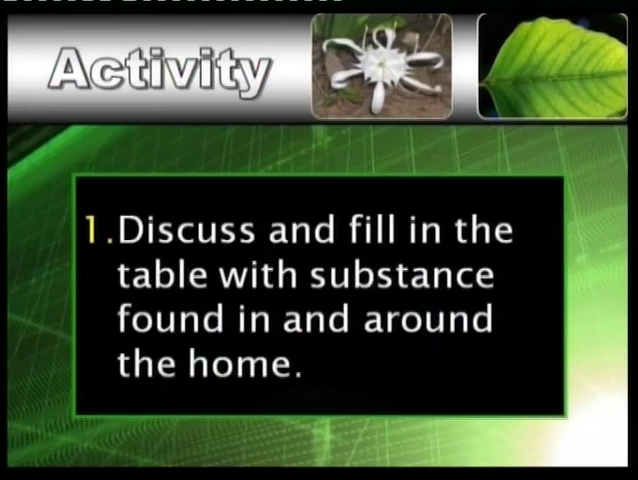 Activity
1.Discuss and fill in the
table with substance
found in and around
the home.